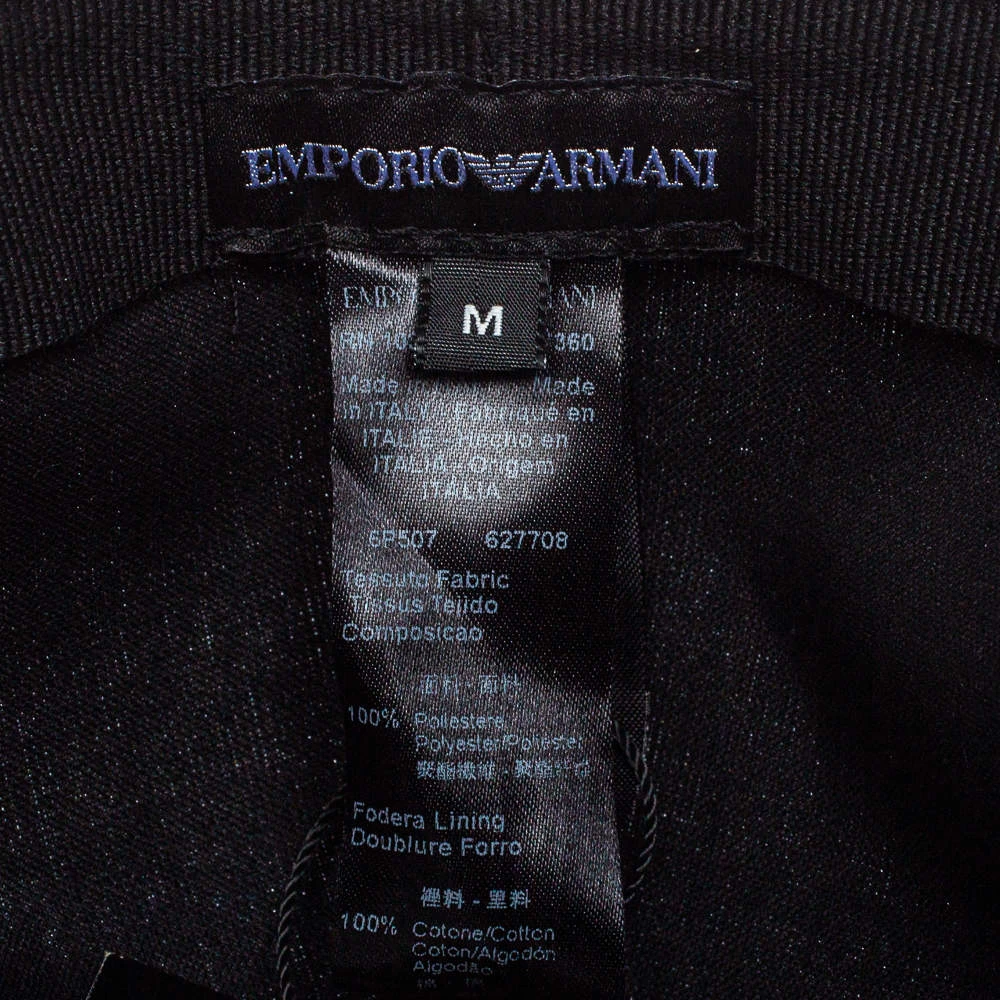 EMPORIO ARMANI
M
RN 360
Made Made
in ITALY - Fabriqué en
ITALIE - Hecho en
ITALIA - Origem
ITALIA
6P507 627708
Tessuto Fabric
Tissus Tejido
Composicao
面料
100% Poliestere
Polyester/Poliester
Fodera Lining
Doublure Forro
裡料 - 里料
100% Cotone/Cotton
Coton/Algodón
Algodão